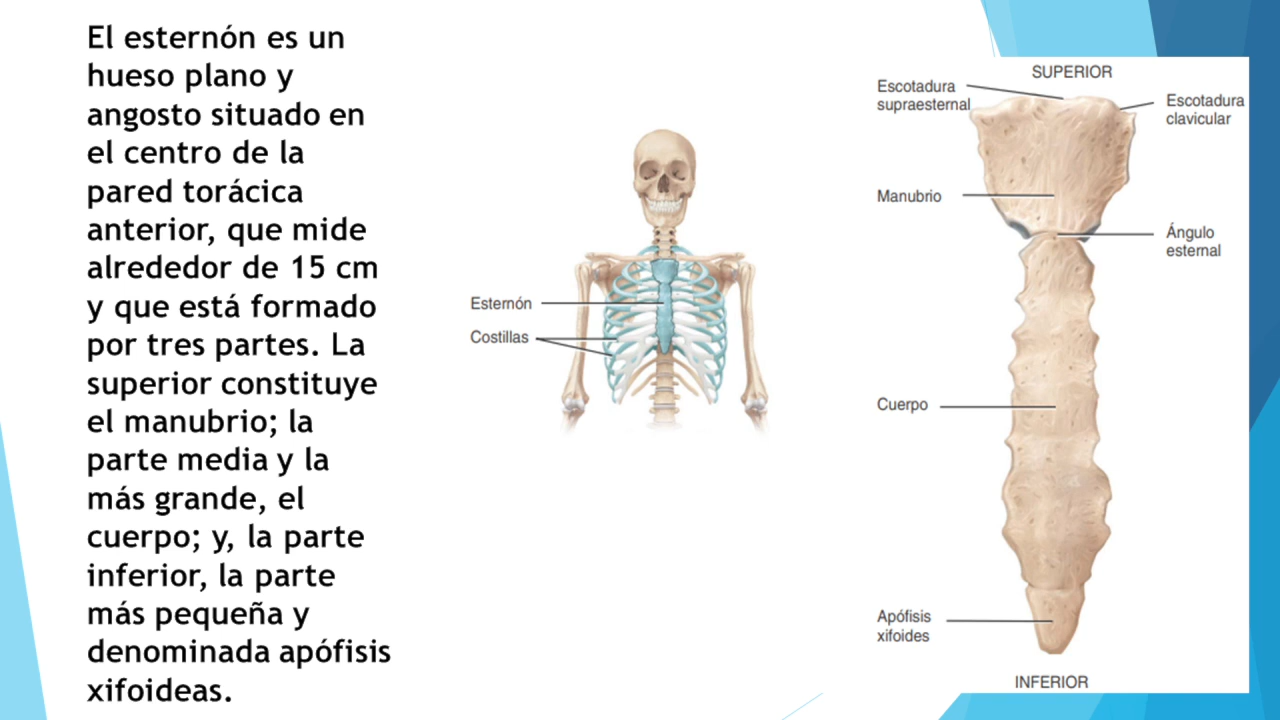 El esternón es un
hueso plano y
angosto situado en
el centro de la
pared torácica
anterior, que mide
alrededor de 15 cm
y que está formado
por tres partes. La
superior constituye
el manubrio; la
parte media y la
más grande, el
cuerpo; y, la parte
inferior, la parte
más pequeña y
denominada apófisis
xifoideas.
Esternón
Costillas
SUPERIOR
Escotadura
supraesternal
Escotadura
clavicular
Manubrio
Ángulo
esternal
Cuerpo
Apófisis
xifoides
INFERIOR